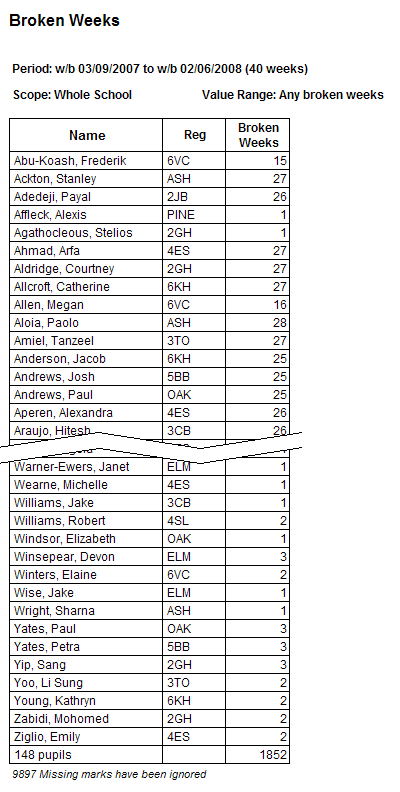 Broken Weeks
Period: w/b 03/09/2007 to w/b 02/06/2008 (40 weeks)
Scope: Whole School Value Range: Any broken weeks
Name Reg Broken Weeks
Abu-Koash, Frederik 6VC 15
Ackton, Stanley ASH 27
Adedeji, Payal 2JB 26
Affleck, Alexis PINE 1
Agathocleous, Stelios 2GH 1
Ahmad, Arfa 4ES 27
Aldridge, Courtney 2GH 27
Allcroft, Catherine 6KH 27
Allen, Megan 6VC 16
Aloia, Paolo ASH 28
Amiel, Tanzeel 3TO 27
Anderson, Jacob 6KH 25
Andrews, Josh 5BB 25
Andrews, Paul OAK 25
Aperen, Alexandra 4ES 26
Araujo, Hitesh 3CB 26
Warner-Ewers, Janet ELM 1
Wearne, Michelle 4ES 1
Williams, Jake 3CB 1
Williams, Robert 4SL 2
Windsor, Elizabeth OAK 1
Winsepear, Devon ELM 3
Winters, Elaine 6VC 2
Wise, Jake ELM 1
Wright, Sharna ASH 1
Yates, Paul OAK 3
Yates, Petra 5BB 3
Yip, Sang 2GH 3
Yoo, Li Sung 3TO 2
Young, Kathryn 6KH 2
Zabidi, Mohomed 2GH 2
Ziglio, Emily 4ES 2
148 pupils 1852
9897 Missing marks have been ignored